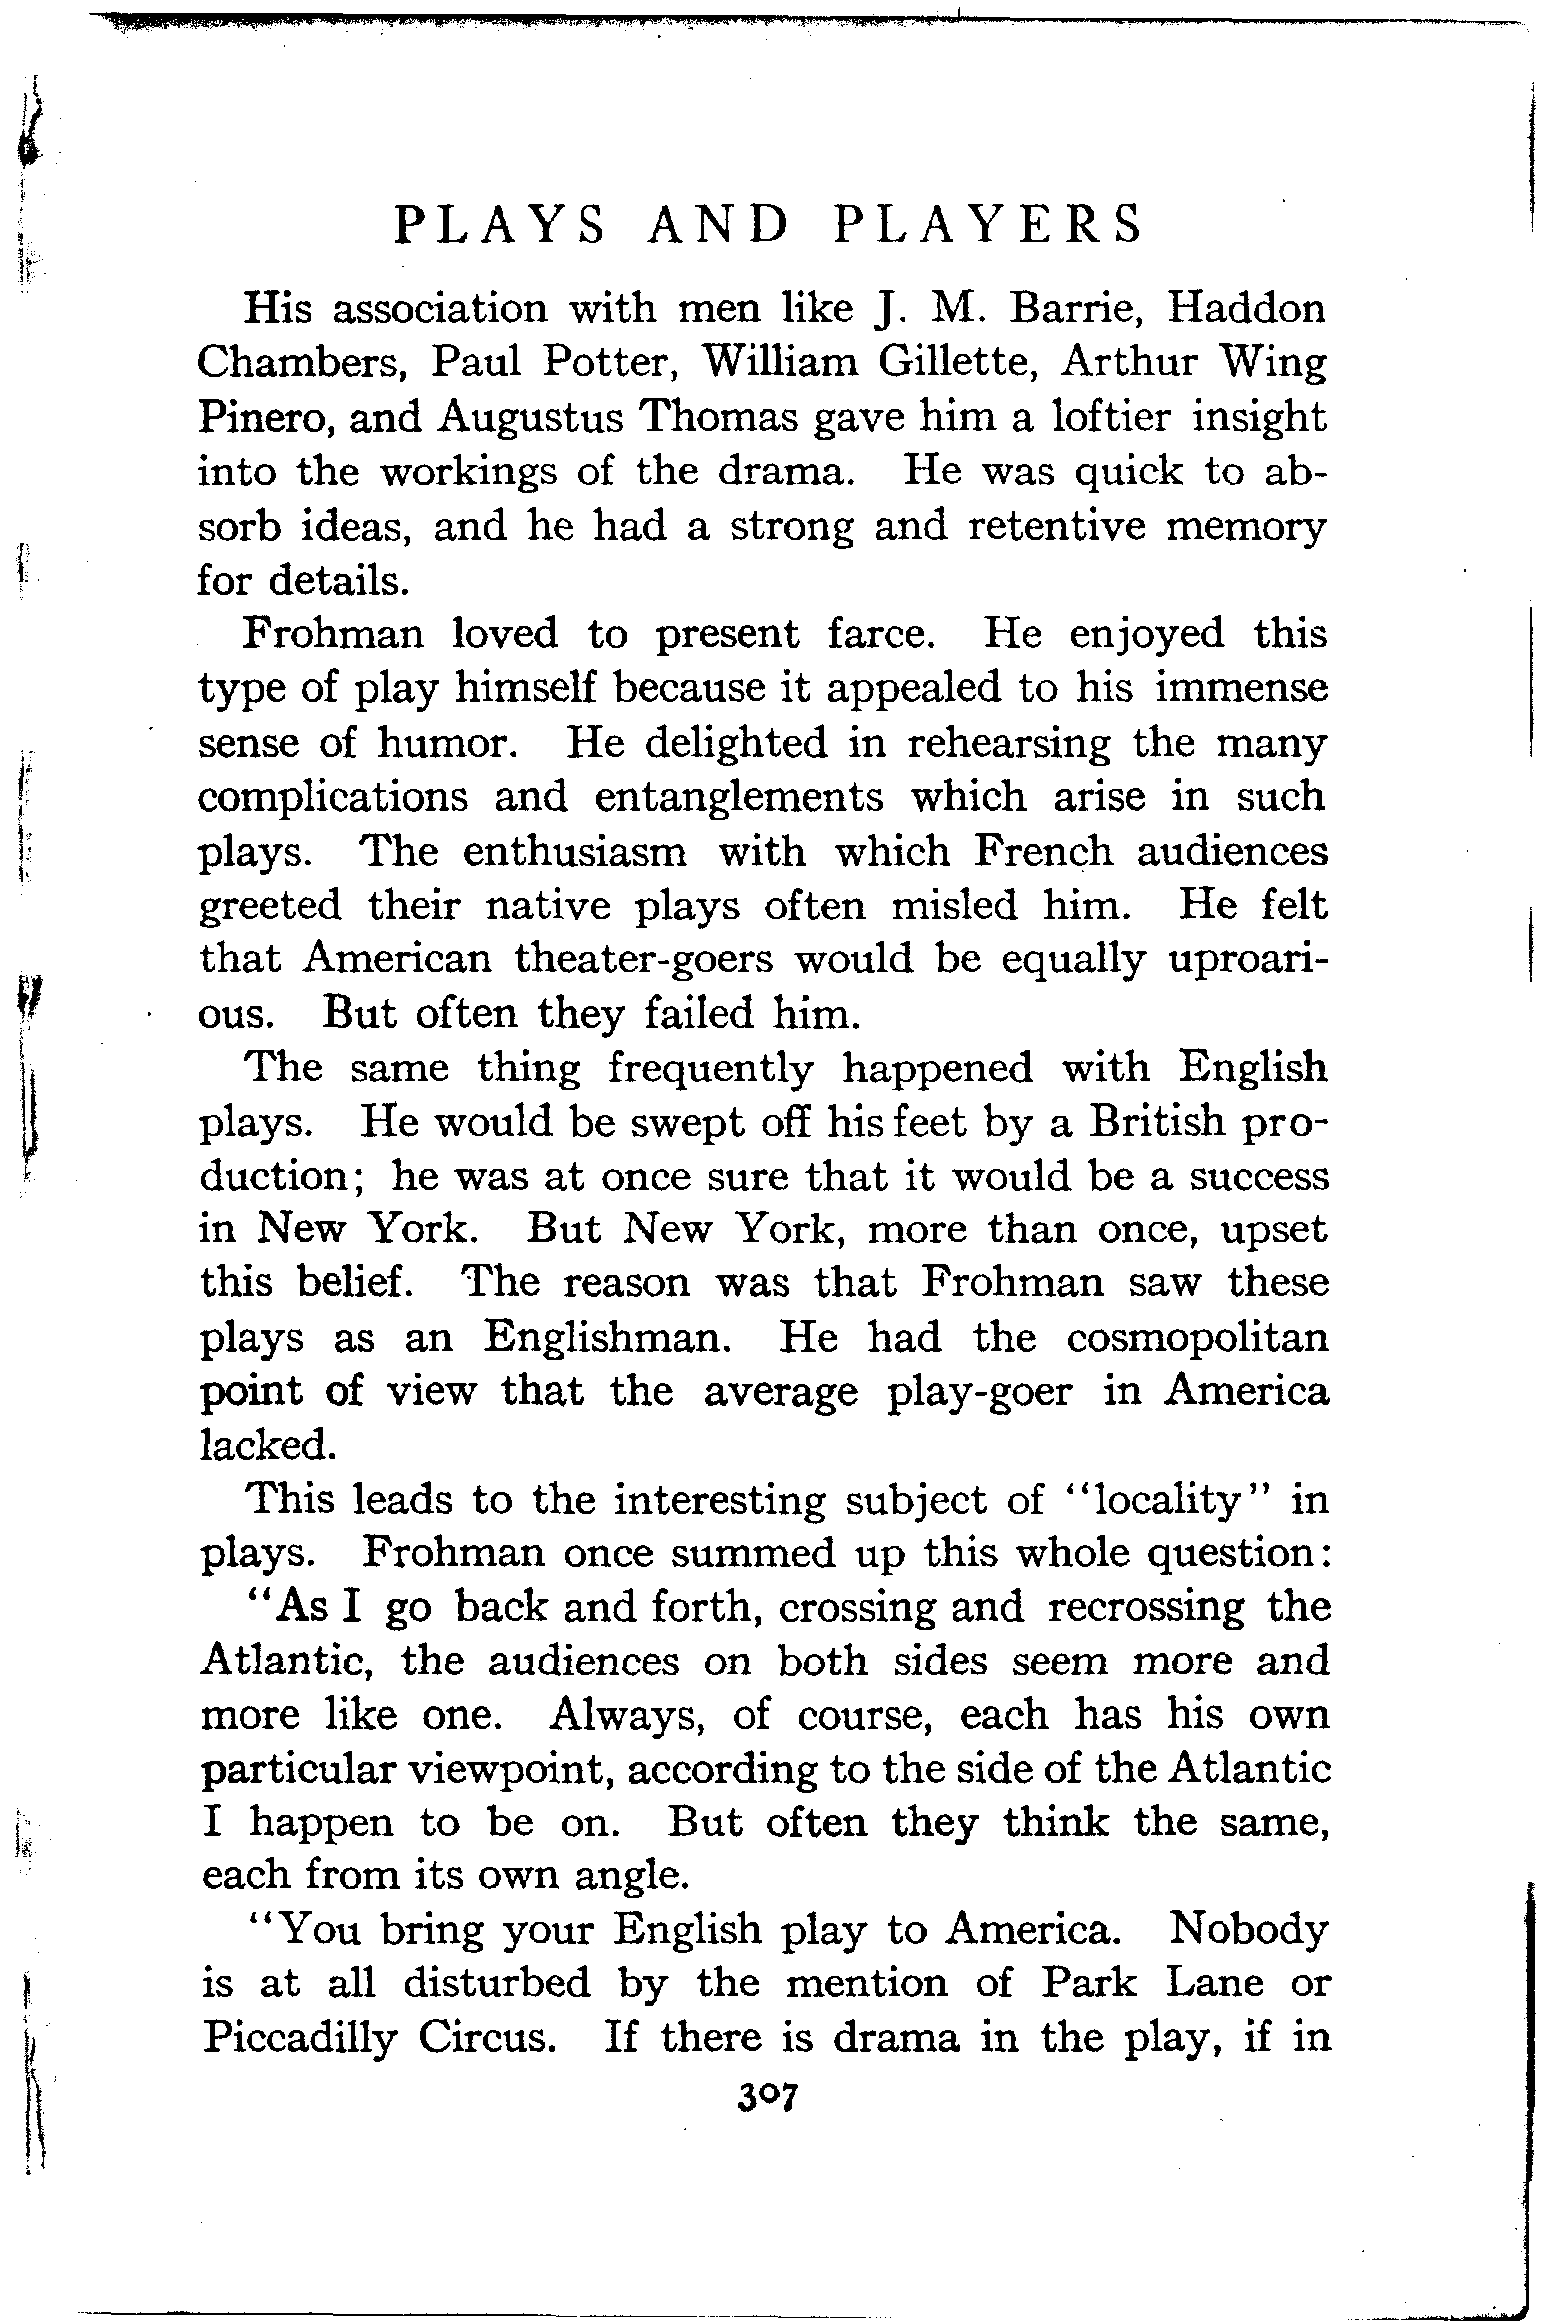 PLAYS AND PLAYERS
His association with men like J. M. Barrie, Haddon
Chambers, Paul Potter, William Gillette, Arthur Wing
Pinero, and Augustus Thomas gave him a loftier insight
into the workings of the drama. He was quick to ab-
sorb ideas, and he had a strong and retentive memory
for details.
Frohman loved to present farce. He enjoyed this
type of play himself because it appealed to his immense
sense of humor. He delighted in rehearsing the many
complications and entanglements which arise in such
plays. The enthusiasm with which French audiences
greeted their native plays often misled him. He felt
that American theater-goers would be equally uproari-
ous. But often they failed him.
The same thing frequently happened with English
plays. He would be swept off his feet by a British pro-
duction; he was at once sure that it would be a success
in New York. But New York, more than once, upset
this belief. The reason was that Frohman saw these
plays as an Englishman. He had the cosmopolitan
point of view that the average play-goer in America
lacked.
This leads to the interesting subject of "locality" in
plays. Frohman once summed up this whole question:
"As I go back and forth, crossing and recrossing the
Atlantic, the audiences on both sides seem more and
more like one. Always, of course, each has his own
particular viewpoint, according to the side of the Atlantic
I happen to be on. But often they think the same,
each from its own angle.
"You bring your English play to America. Nobody
is at all disturbed by the mention of Park Lane or
Piccadilly Circus. If there is drama in the play, if in
307